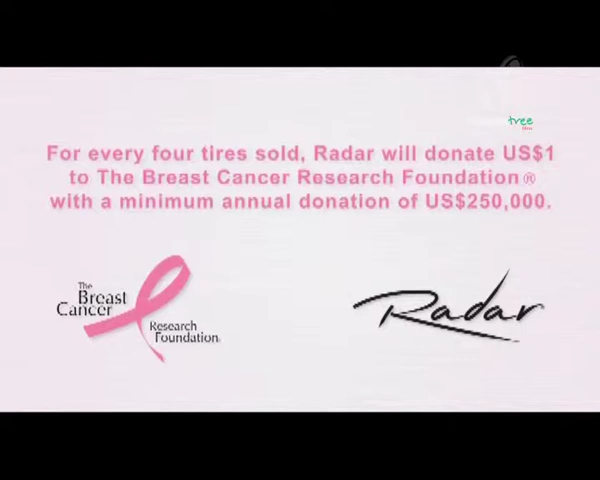 tree
For every four tires sold, Radar will donate US$1
to The Breast Cancer Research Foundation®
with a minimum annual donation of US$250,000.
The
Breast
Cancer
Research
Foundation
Radar